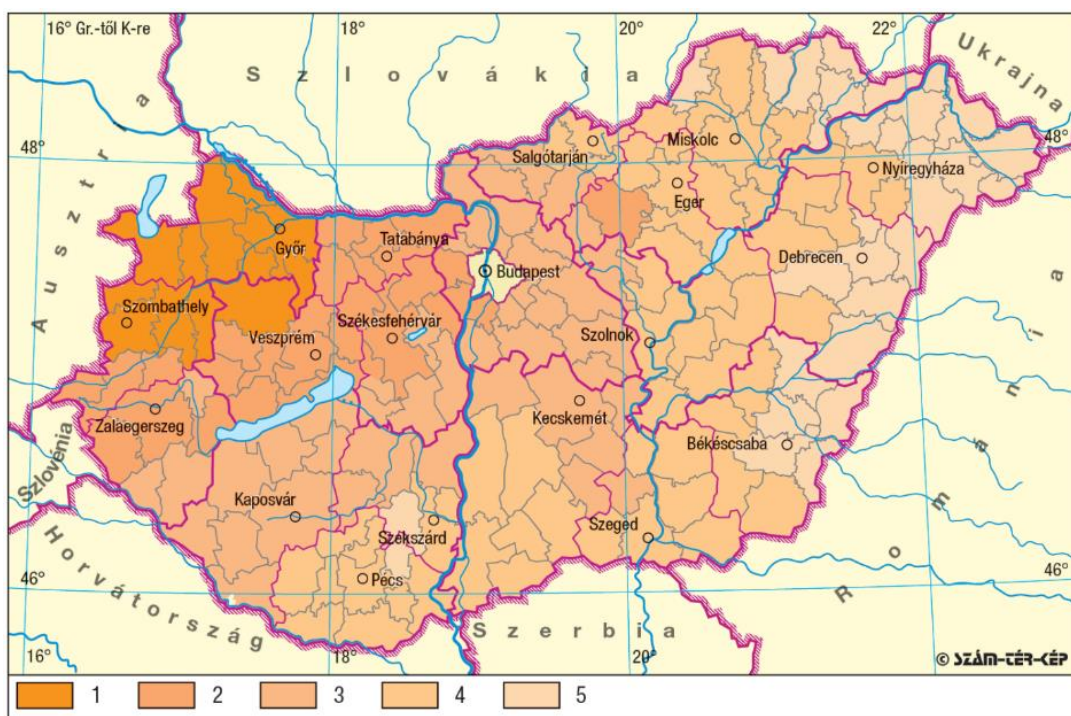 16° Gr.-től K-re
18°
20°
22°
Szlovákia
Ukrajna
Ausztria
48°
48°
Salgótarján
Miskolc
Nyíregyháza
Eger
Győr
Tatabánya
Budapest
Debrecen
Szombathely
Székesfehérvár
Veszprém
Szolnok
Zalaegerszeg
Kecskemét
Békéscsaba
Szlovénia
Kaposvár
Székszárd
Szeged
Románia
Pécs
46°
46°
Horvátország
Szerbia
16°
18°
20°
© SZÁM-TÉR-KÉP
1 2 3 4 5